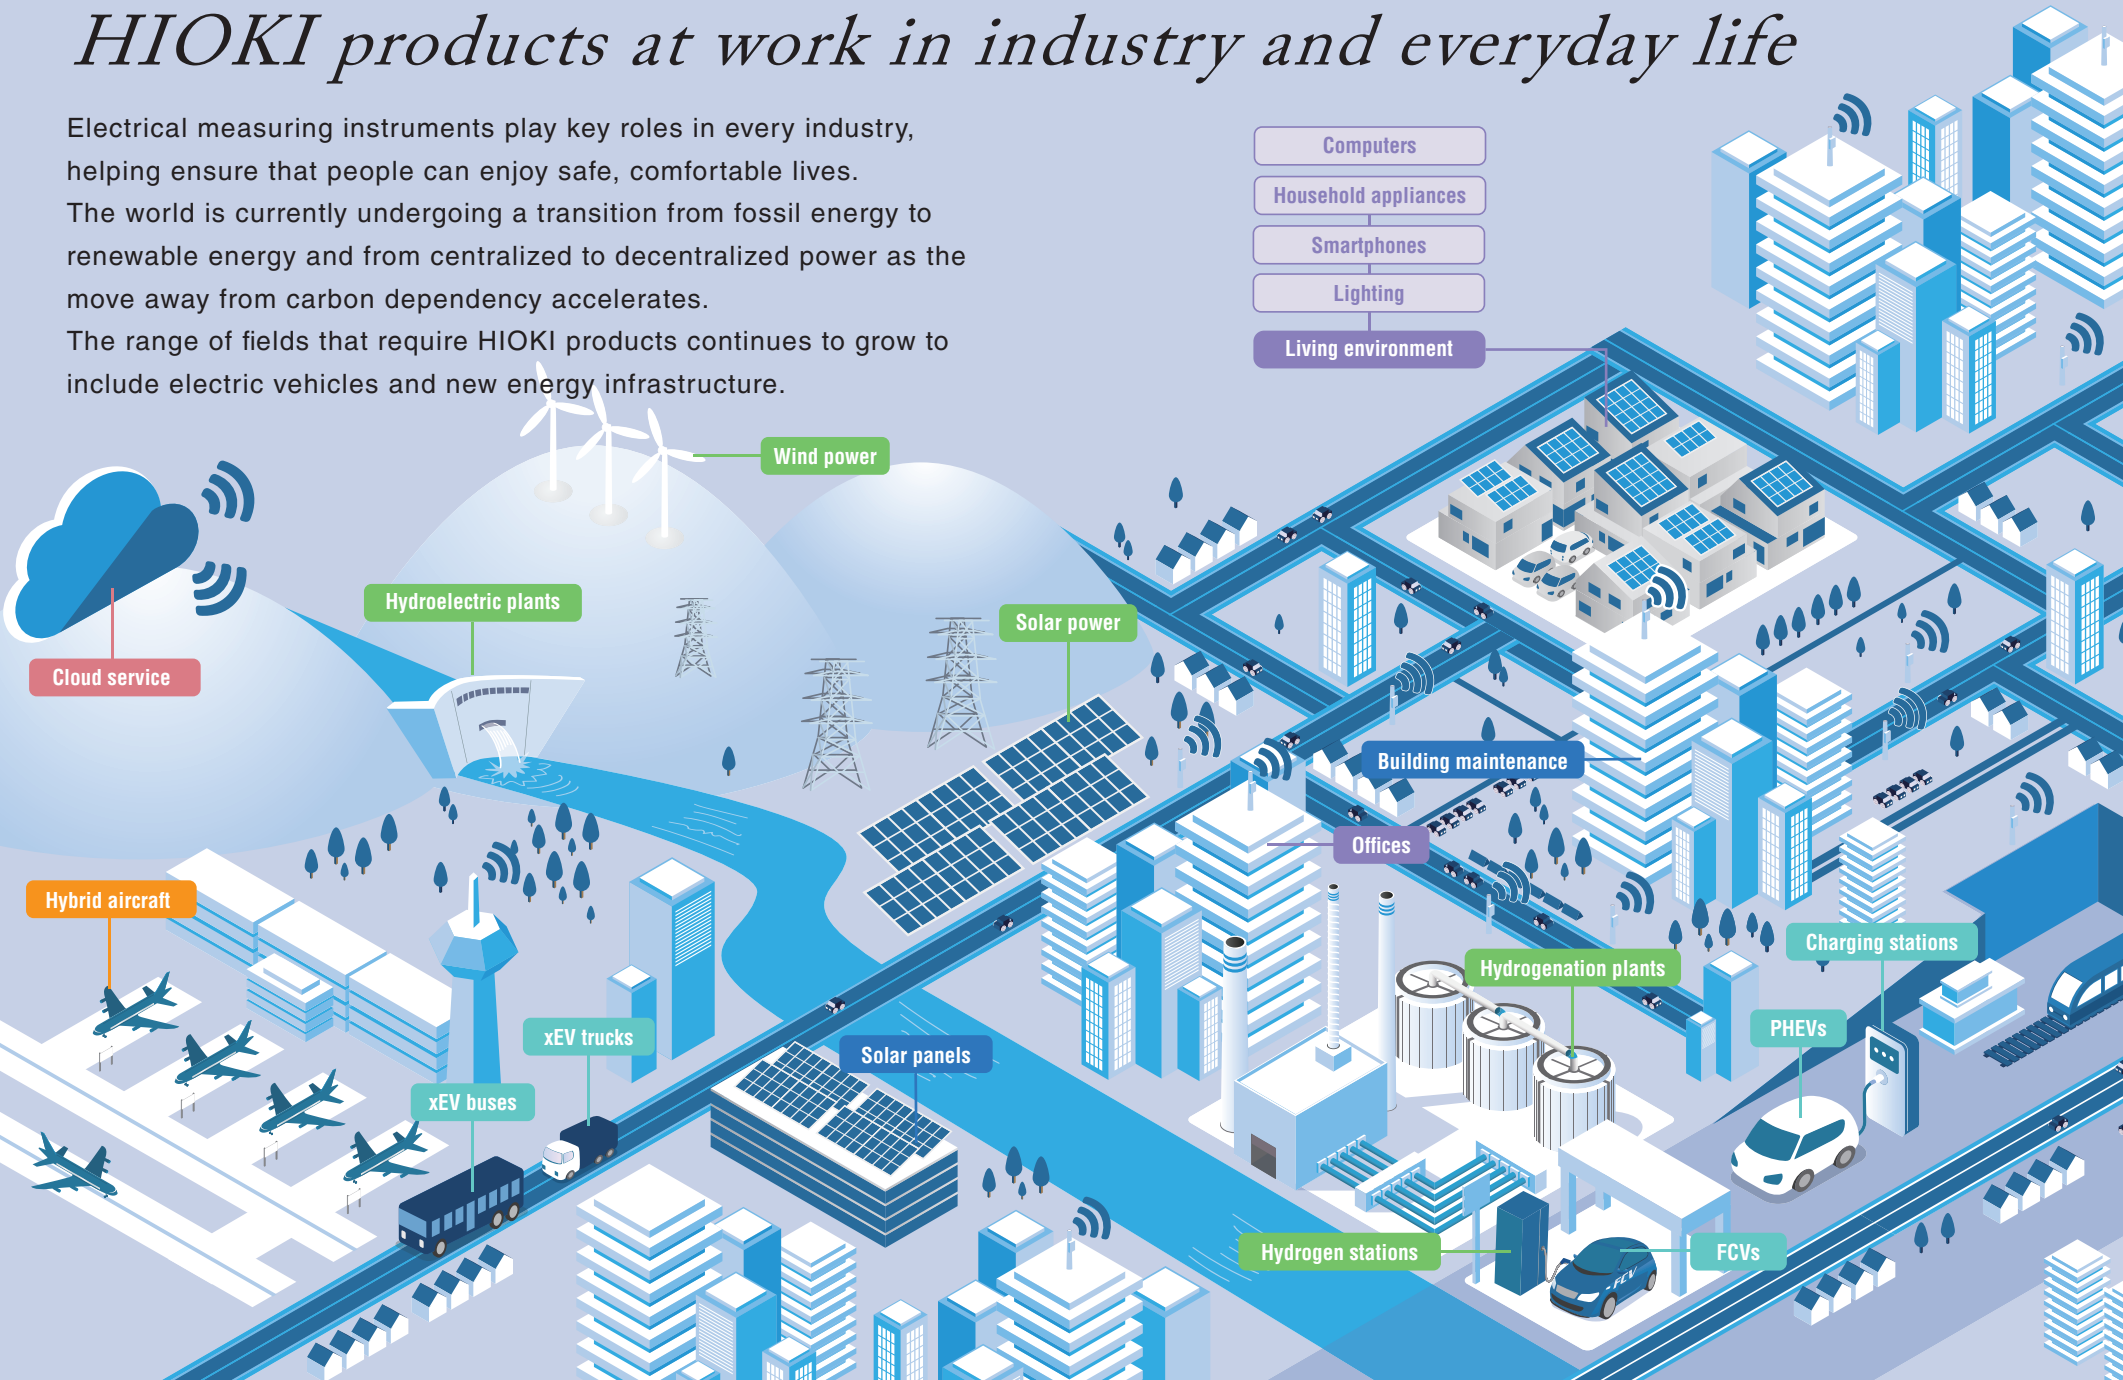 HIOKI products at work in industry and everyday life
Electrical measuring instruments play key roles in every industry,
helping ensure that people can enjoy safe, comfortable lives.
The world is currently undergoing a transition from fossil energy to
renewable energy and from centralized to decentralized power as the
move away from carbon dependency accelerates.
The range of fields that require HIOKI products continues to grow to
include electric vehicles and new energy infrastructure.
Computers
Household appliances
Smartphones
Lighting
Living environment
Wind power
Hydroelectric plants
Solar power
Cloud service
Building maintenance
Offices
Hybrid aircraft
Charging stations
Hydrogenation plants
PHEVs
xEV trucks
Solar panels
xEV buses
Hydrogen stations
FCVs
FCV